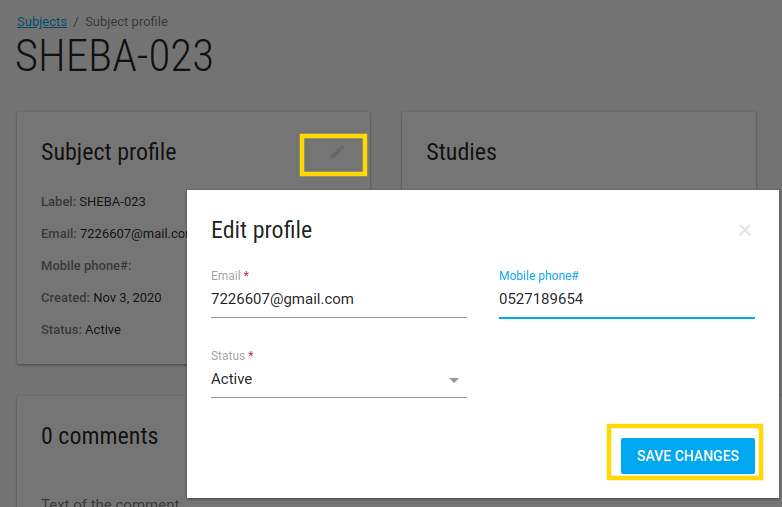 Subjects / Subject profile
SHEBA-023
Subject profile
Label: SHEBA-023
Email: 7226607@mail.co
Mobile phone#:
Created: Nov 3, 2020
Status: Active
Studies
Edit profile
Email *
7226607@gmail.com
Mobile phone#
0527189654
Status *
Active
SAVE CHANGES
0 comments
Text of the comment